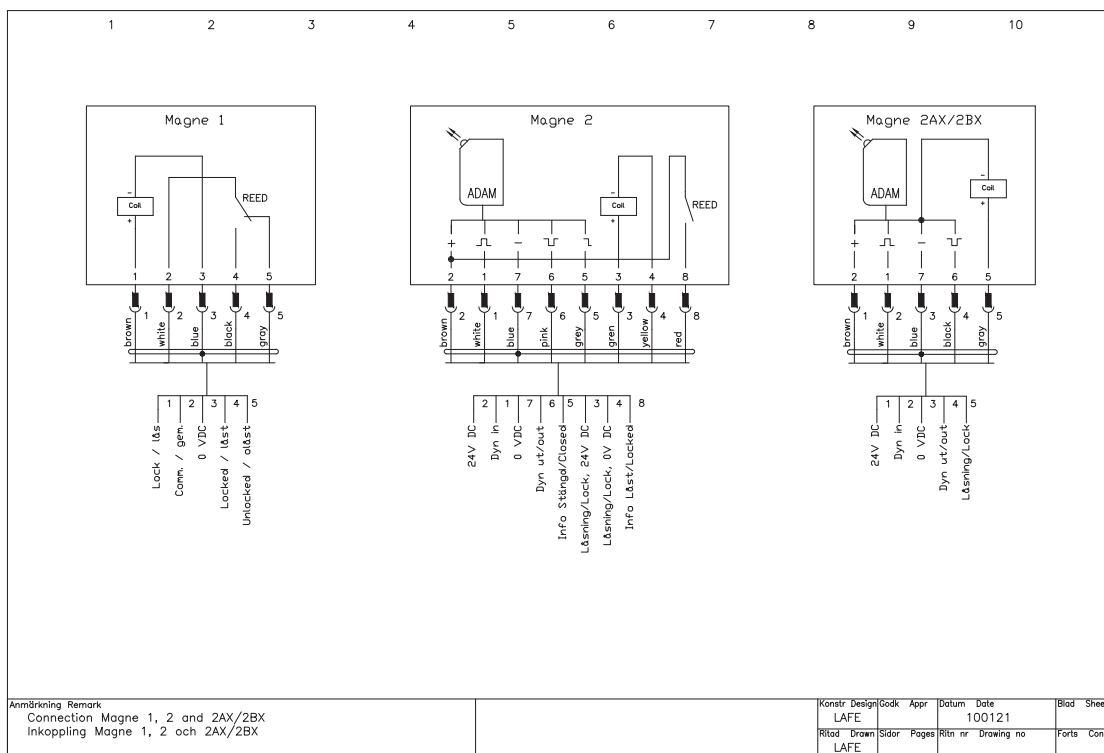 1 2 3 4 5 6 7 8 9 10
Magne 1
Coil
-
+
REED
1 2 3 4 5
1 2 3 4 5
brown
white
blue
black
gray
1 2 3 4 5
Lock / lås
Comm. / gem.
0 VDC
Locked / låst
Unlocked / olåst
Magne 2
ADAM
Coil
-
+
REED
+ -
2 1 7 6 5 3 4 8
2 1 7 6 5 3 4 8
brown
white
blue
pink
grey
gren
yellow
red
2 1 7 6 5 3 4 8
24V DC
Dyn in
0 VDC
Dyn ut/out
Info Stängd/Closed
Låsning/Lock, 24V DC
Låsning/Lock, 0V DC
Info Låst/Locked
Magne 2AX/2BX
ADAM
Coil
-
+
+ -
2 1 7 6 5
1 2 3 4 5
brown
white
blue
black
gray
1 2 3 4 5
24V DC
Dyn in
0 VDC
Dyn ut/out
Låsning/Lock
Anmärkning Remark
Connection Magne 1, 2 and 2AX/2BX
Inkoppling Magne 1, 2 och 2AX/2BX
Konstr Design Godk Appr Datum Date Blad Shee
LAFE 100121
Ritad Drawn Sidor Pages Ritn nr Drawing no Forts Con
LAFE